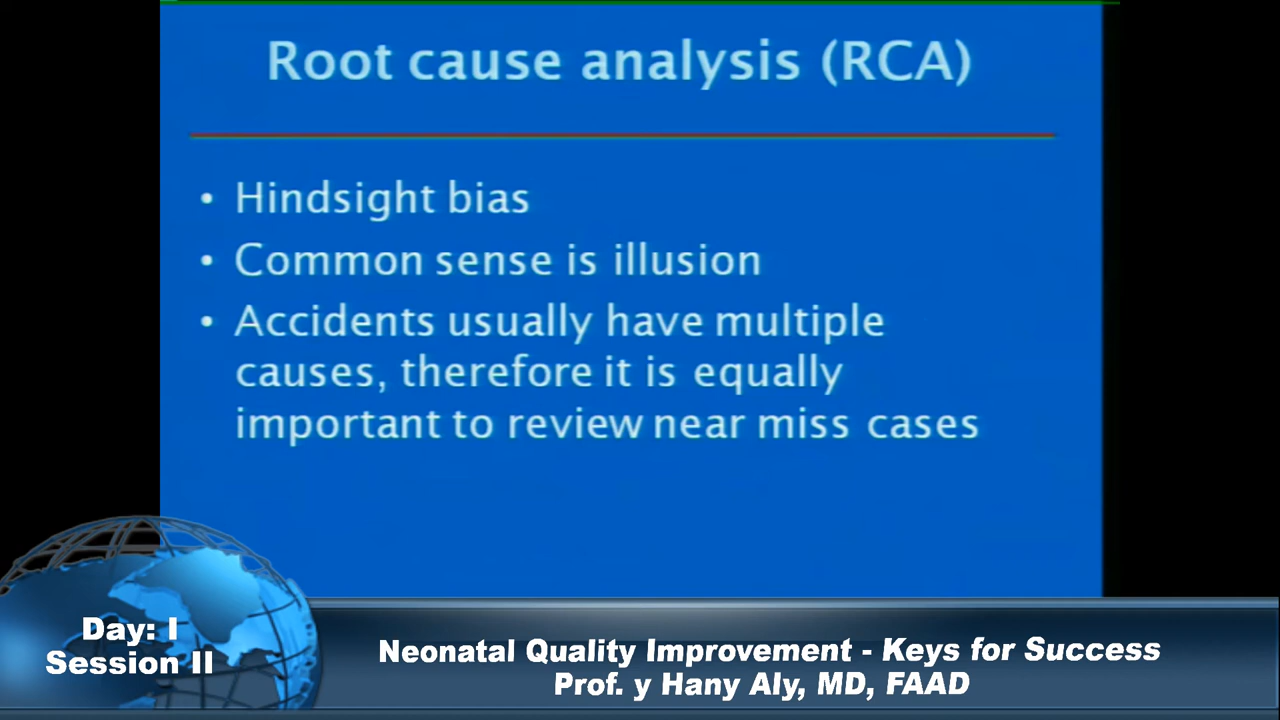 Root cause analysis (RCA)
• Hindsight bias
• Common sense is illusion
• Accidents usually have multiple
causes, therefore it is equally
important to review near miss cases
Day: I
Session II
Neonatal Quality Improvement - Keys for Success
Prof. y Hany Aly, MD, FAAD